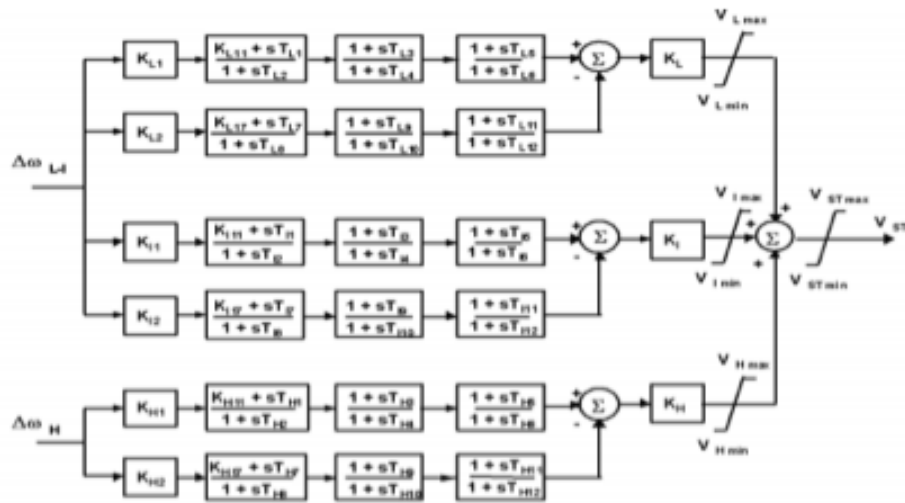 V L max
K L1
K L11 + sT L1
1 + sT L2
1 + sT L3
1 + sT L4
1 + sT L5
1 + sT L6
+
-
Σ
K L
V L min
K L2
K L17 + sT L7
1 + sT L8
1 + sT L9
1 + sT L10
1 + sT L11
1 + sT L12
Δω L-I
V I max
V ST max
K I1
K I11 + sT I1
1 + sT I2
1 + sT I3
1 + sT I4
1 + sT I5
1 + sT I6
+
-
Σ
K I
+
+
+
Σ
V ST
V I min
V ST min
K I2
1 + sT I8
1 + sT I9
1 + sT I10
1 + sT I11
1 + sT I12
V H max
K H1
K H11 + sT H1
1 + sT H2
1 + sT H3
1 + sT H4
1 + sT H5
1 + sT H6
+
-
Σ
K H
Δω H
V H min
K H2
1 + sT H8
1 + sT H9
1 + sT H10
1 + sT H11
1 + sT H12